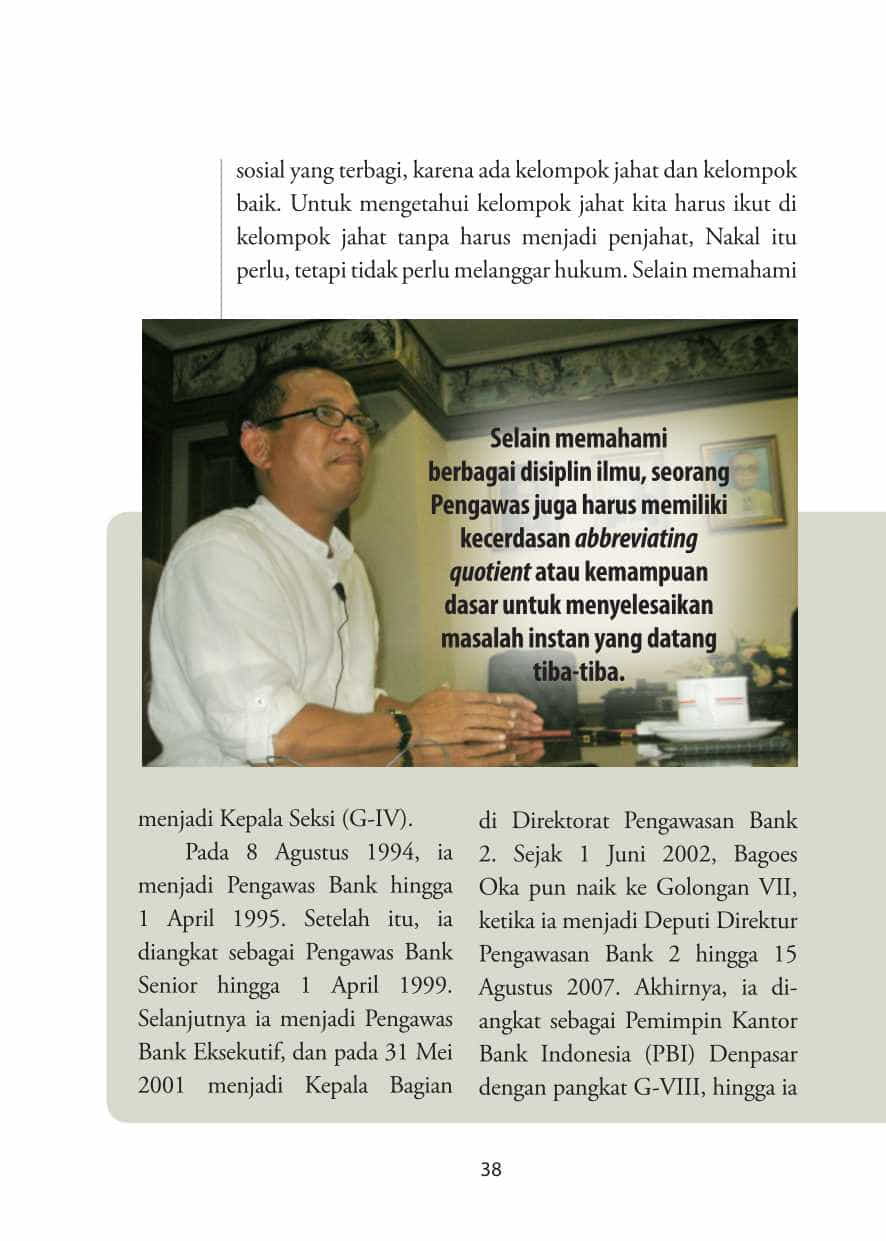 sosial yang terbagi, karena ada kelompok jahat dan kelompok
baik. Untuk mengetahui kelompok jahat kita harus ikut di
kelompok jahat tanpa harus menjadi penjahat, Nakal itu
perlu, tetapi tidak perlu melanggar hukum. Selain memahami
Selain memahami
berbagai disiplin ilmu, seorang
Pengawas juga harus memiliki
kecerdasan abbreviating
quotient atau kemampuan
dasar untuk menyelesaikan
masalah instan yang datang
tiba-tiba.
menjadi Kepala Seksi (G-IV).
Pada 8 Agustus 1994, ia
menjadi Pengawas Bank hingga
1 April 1995. Setelah itu, ia
diangkat sebagai Pengawas Bank
Senior hingga 1 April 1999.
Selanjutnya ia menjadi Pengawas
Bank Eksekutif, dan pada 31 Mei
2001 menjadi Kepala Bagian
di Direktorat Pengawasan Bank
2. Sejak 1 Juni 2002, Bagoes
Oka pun naik ke Golongan VII,
ketika ia menjadi Deputi Direktur
Pengawasan Bank 2 hingga 15
Agustus 2007. Akhirnya, ia di-
angkat sebagai Pemimpin Kantor
Bank Indonesia (PBI) Denpasar
dengan pangkat G-VIII, hingga ia
38